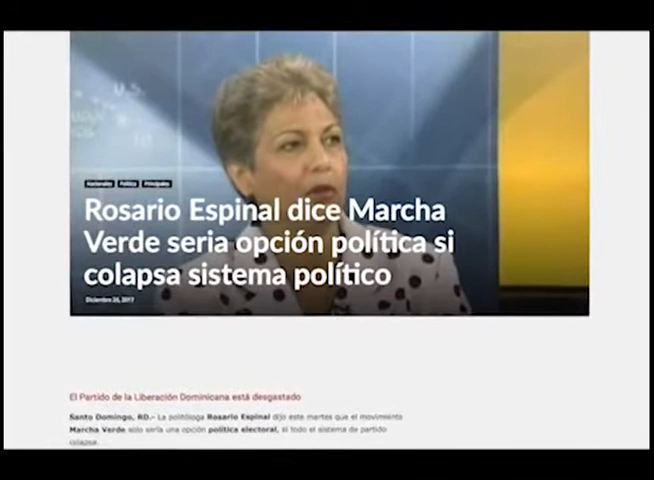 U.S.
Nacionales Política Principales
Rosario Espinal dice Marcha
Verde seria opción política si
colapsa sistema político
Diciembre 26, 2017
El Partido de la Liberación Dominicana está desgastado
Santo Domingo, RD.- La politóloga Rosario Espinal dijo este martes que el movimiento
Marcha Verde solo sería una opción política electoral, si todo el sistema de partido
colapsa.